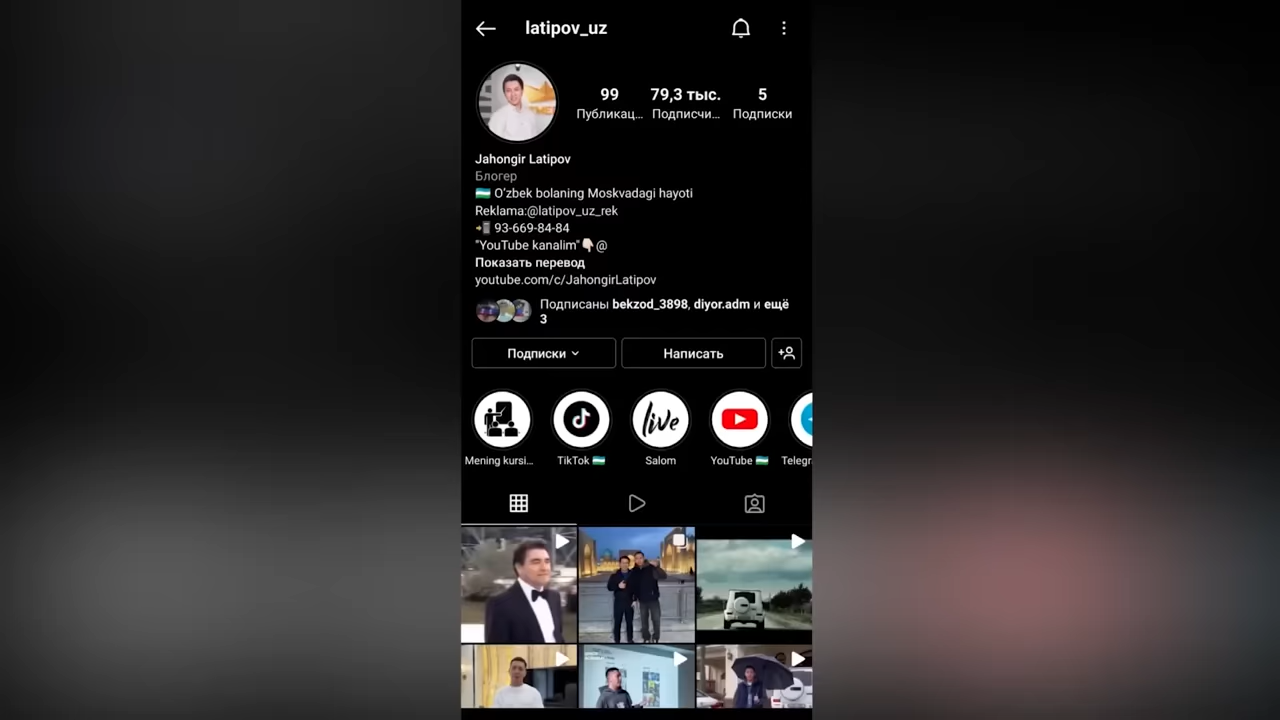 latipov_uz
99 79,3 тыс. 5
Публикац... Подписчи... Подписки
Jahongir Latipov
Блогер
O'zbek bolaning Moskvadagi hayoti
Reklama:@latipov_uz_rek
93-669-84-84
"YouTube kanalim" @
Показать перевод
youtube.com/c/JahongirLatipov
Подписаны bekzod_3898, diyor.adm и ещё
3
Подписки Написать
live
Mening kursi... TikTok Salom YouTube Telegr